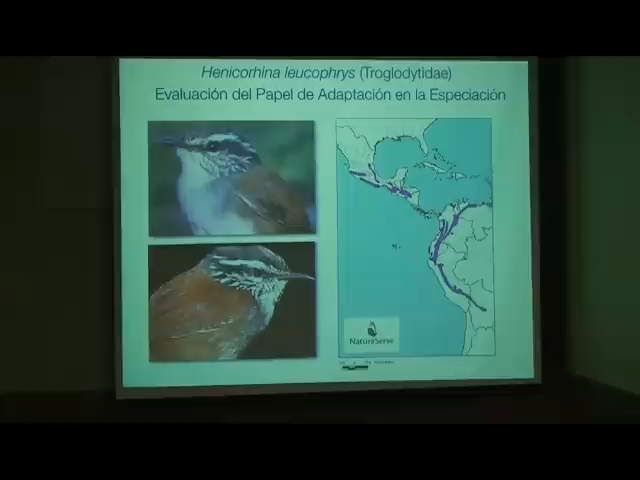 Henicorhina leucophrys (Troglodytidae)
Evaluación del Papel de Adaptación en la Especiación
NatureServe